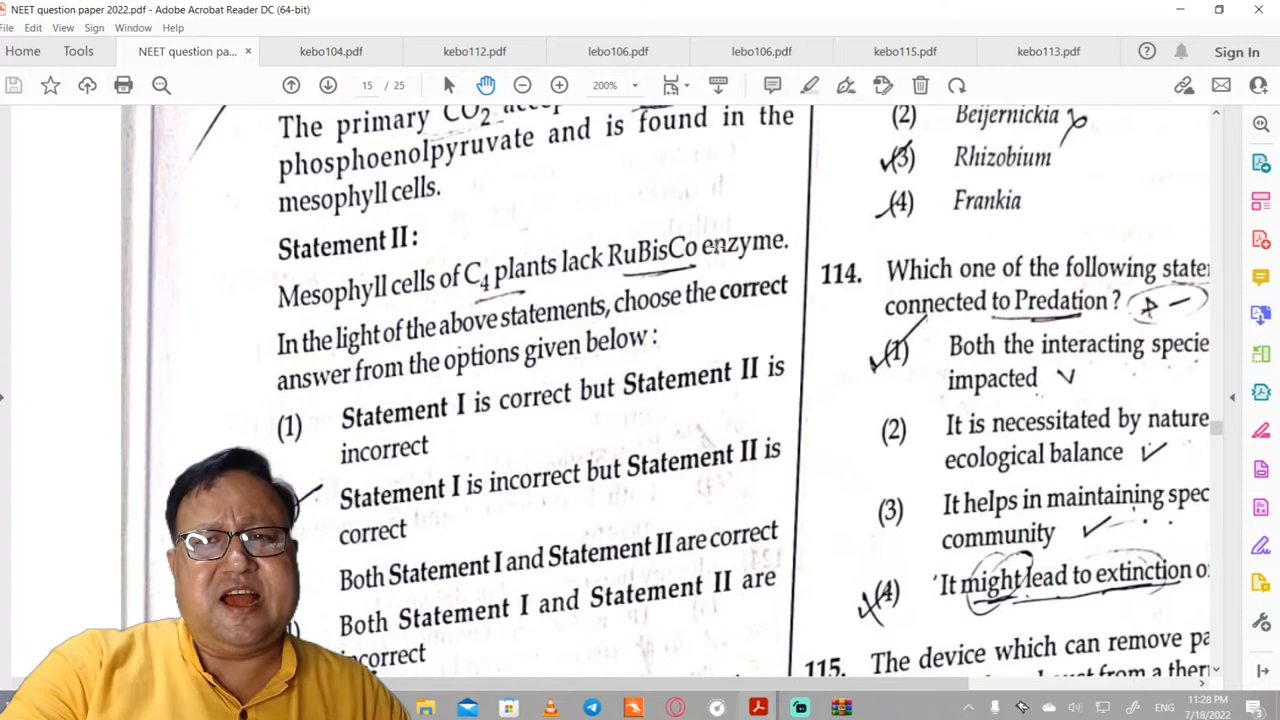 NEET question paper 2022.pdf - Adobe Acrobat Reader DC (64-bit)
File Edit View Sign Window Help
Home Tools NEET question pa... kebo104.pdf kebo112.pdf lebo106.pdf lebo106.pdf kebo115.pdf kebo113.pdf Sign In
15 / 25 200%
The primary CO2
phosphoenolpyruvate and is found in the
mesophyll cells.
Statement II :
Mesophyll cells of C4 plants lack RuBisCo enzyme.
In the light of the above statements, choose the correct
answer from the options given below :
(1) Statement I is correct but Statement II is
incorrect
Statement I is incorrect but Statement II is
correct
Both Statement I and Statement II are correct
Both Statement I and Statement II are
incorrect
(2) Beijernickia
(3) Rhizobium
(4) Frankia
114. Which one of the following
connected to Predation ?
(1) Both the interacting
impacted
(2) It is necessitated by nature
ecological balance
(3) It helps in maintaining
community
(4) It might lead to extinction
115. The device which can remove
from a
ENG
11:28 PM
7/18/2022
3